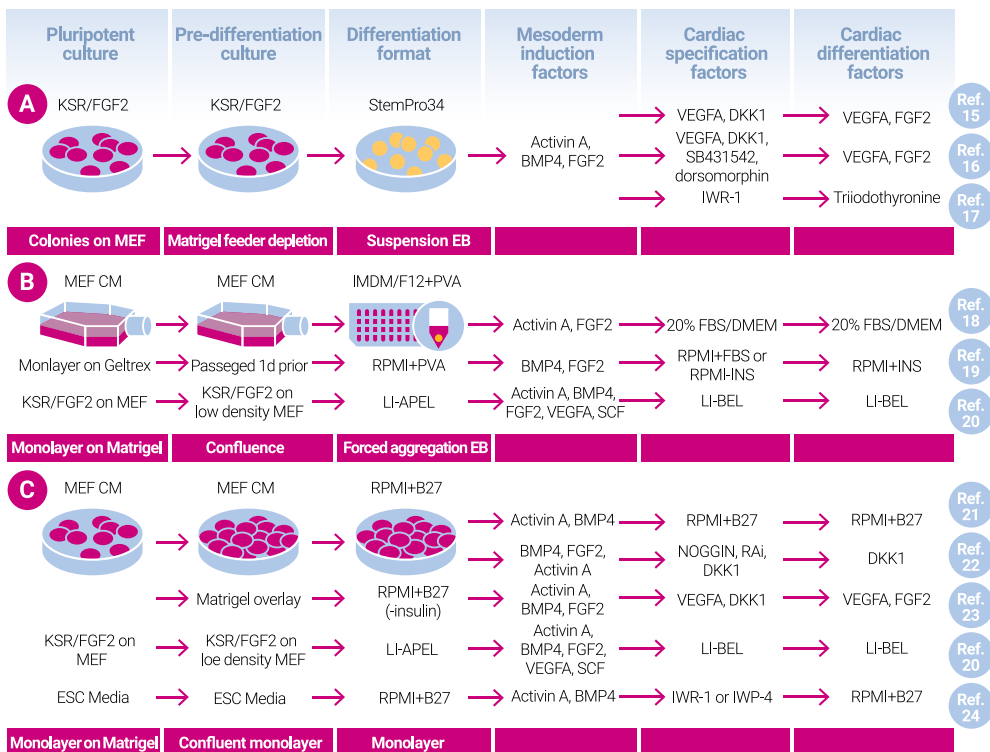 Pluripotent
culture
Pre-differentiation
culture
Differentiation
format
Mesoderm
induction
factors
Cardiac
specification
factors
Cardiac
differentiation
factors
A
KSR/FGF2
KSR/FGF2
StemPro34
Activin A,
BMP4, FGF2
VEGFA, DKK1
VEGFA, FGF2
Ref.
15
VEGFA, DKK1,
SB431542,
dorsomorphin
VEGFA, FGF2
Ref.
16
IWR-1
Triiodothyronine
Ref.
17
Colonies on MEF
Matrigel feeder depletion
Suspension EB
B
MEF CM
MEF CM
IMDM/F12+PVA
Activin A, FGF2
20% FBS/DMEM
20% FBS/DMEM
Ref.
18
Monlayer on Geltrex
Passeged 1d prior
RPMI+PVA
BMP4, FGF2
RPMI+FBS or
RPMI-INS
RPMI+INS
Ref.
19
KSR/FGF2 on MEF
KSR/FGF2 on
low density MEF
LI-APEL
Activin A, BMP4,
FGF2, VEGFA, SCF
LI-BEL
LI-BEL
Ref.
20
Monolayer on Matrigel
Confluence
Forced aggregation EB
C
MEF CM
MEF CM
RPMI+B27
Activin A, BMP4
RPMI+B27
RPMI+B27
Ref.
21
BMP4, FGF2,
Activin A
NOGGIN, RAi,
DKK1
DKK1
Ref.
22
Matrigel overlay
RPMI+B27
(-insulin)
Activin A,
BMP4, FGF2
VEGFA, DKK1
VEGFA, FGF2
Ref.
23
KSR/FGF2 on
MEF
KSR/FGF2 on
loe density MEF
LI-APEL
Activin A,
BMP4, FGF2,
VEGFA, SCF
LI-BEL
LI-BEL
Ref.
20
ESC Media
ESC Media
RPMI+B27
Activin A, BMP4
IWR-1 or IWP-4
RPMI+B27
Ref.
24
Monolayer on Matrigel
Confluent monolayer
Monolayer